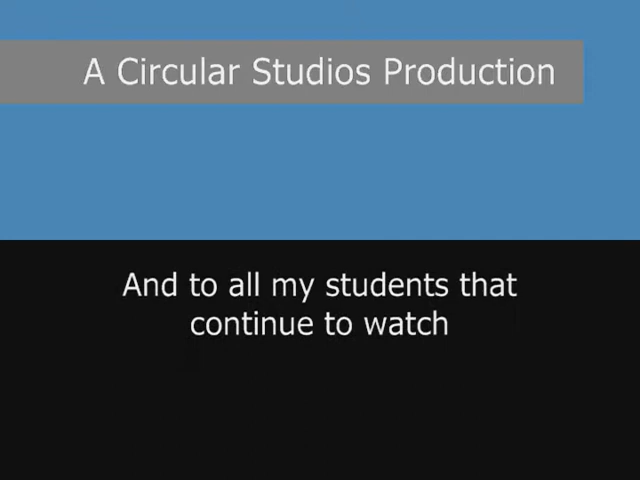 A Circular Studios Production
And to all my students that
continue to watch